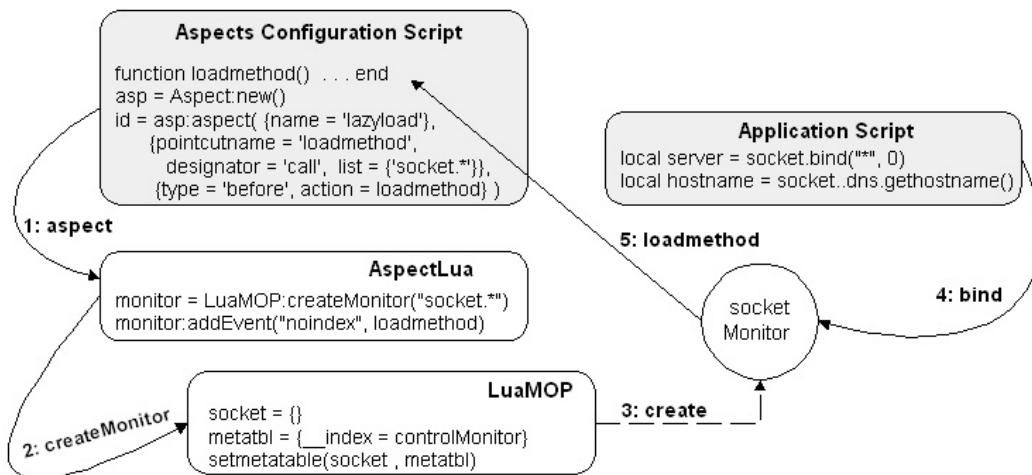 Aspects Configuration Script
function loadmethod() . . . end
asp = Aspect:new()
id = asp:aspect( {name = 'lazyload'},
{pointcutname = 'loadmethod',
designator = 'call', list = {'socket.*'}},
{type = 'before', action = loadmethod} )
Application Script
local server = socket.bind("*", 0)
local hostname = socket..dns.gethostname()
1: aspect
5: loadmethod
AspectLua
monitor = LuaMOP:createMonitor("socket.*")
monitor:addEvent("noindex", loadmethod)
4: bind
socket
Monitor
2: createMonitor
LuaMOP
socket = {}
metatbl = {__index = controlMonitor}
setmetatable(socket , metatbl)
3: create